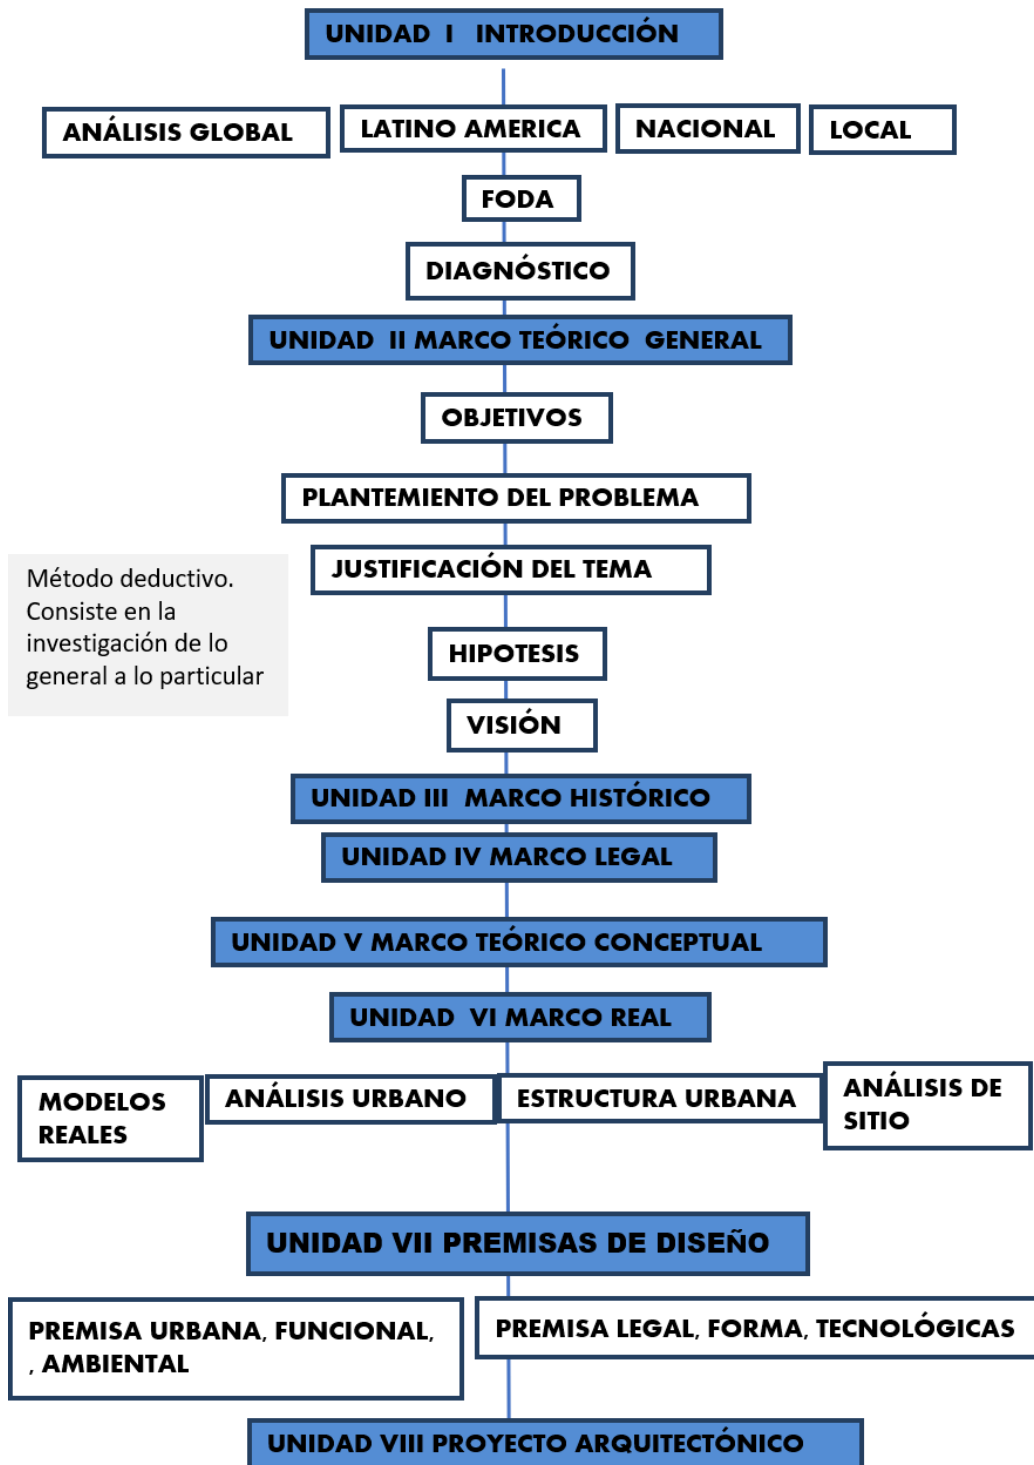 UNIDAD I INTRODUCCIÓN
ANÁLISIS GLOBAL
LATINO AMERICA
NACIONAL
LOCAL
FODA
DIAGNÓSTICO
UNIDAD II MARCO TEÓRICO GENERAL
OBJETIVOS
PLANTEMIENTO DEL PROBLEMA
JUSTIFICACIÓN DEL TEMA
Método deductivo.
Consiste en la
investigación de lo
general a lo particular
HIPOTESIS
VISIÓN
UNIDAD III MARCO HISTÓRICO
UNIDAD IV MARCO LEGAL
UNIDAD V MARCO TEÓRICO CONCEPTUAL
UNIDAD VI MARCO REAL
MODELOS
REALES
ANÁLISIS URBANO
ESTRUCTURA URBANA
ANÁLISIS DE
SITIO
UNIDAD VII PREMISAS DE DISEÑO
PREMISA URBANA, FUNCIONAL,
, AMBIENTAL
PREMISA LEGAL, FORMA, TECNOLÓGICAS
UNIDAD VIII PROYECTO ARQUITECTÓNICO